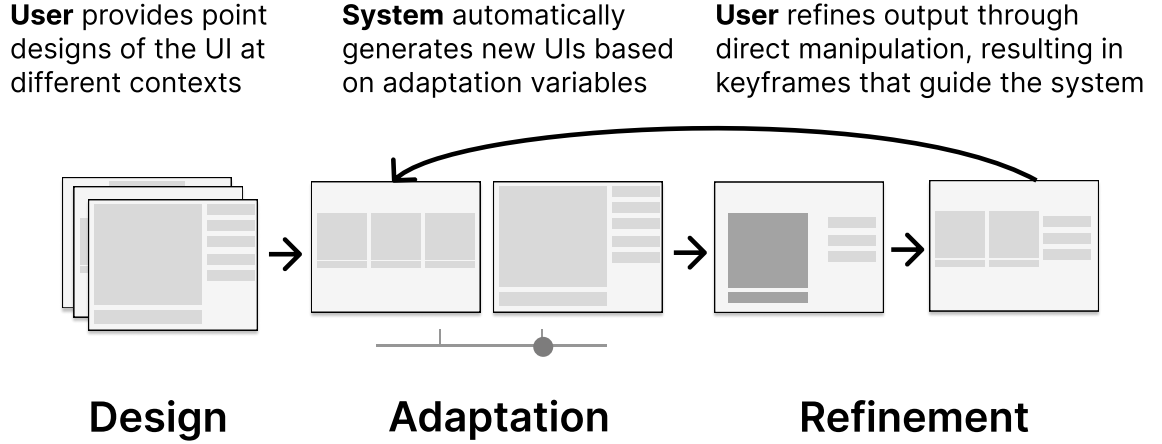 User provides point
designs of the UI at
different contexts
System automatically
generates new UIs based
on adaptation variables
User refines output through
direct manipulation, resulting in
keyframes that guide the system
Design
Adaptation
Refinement